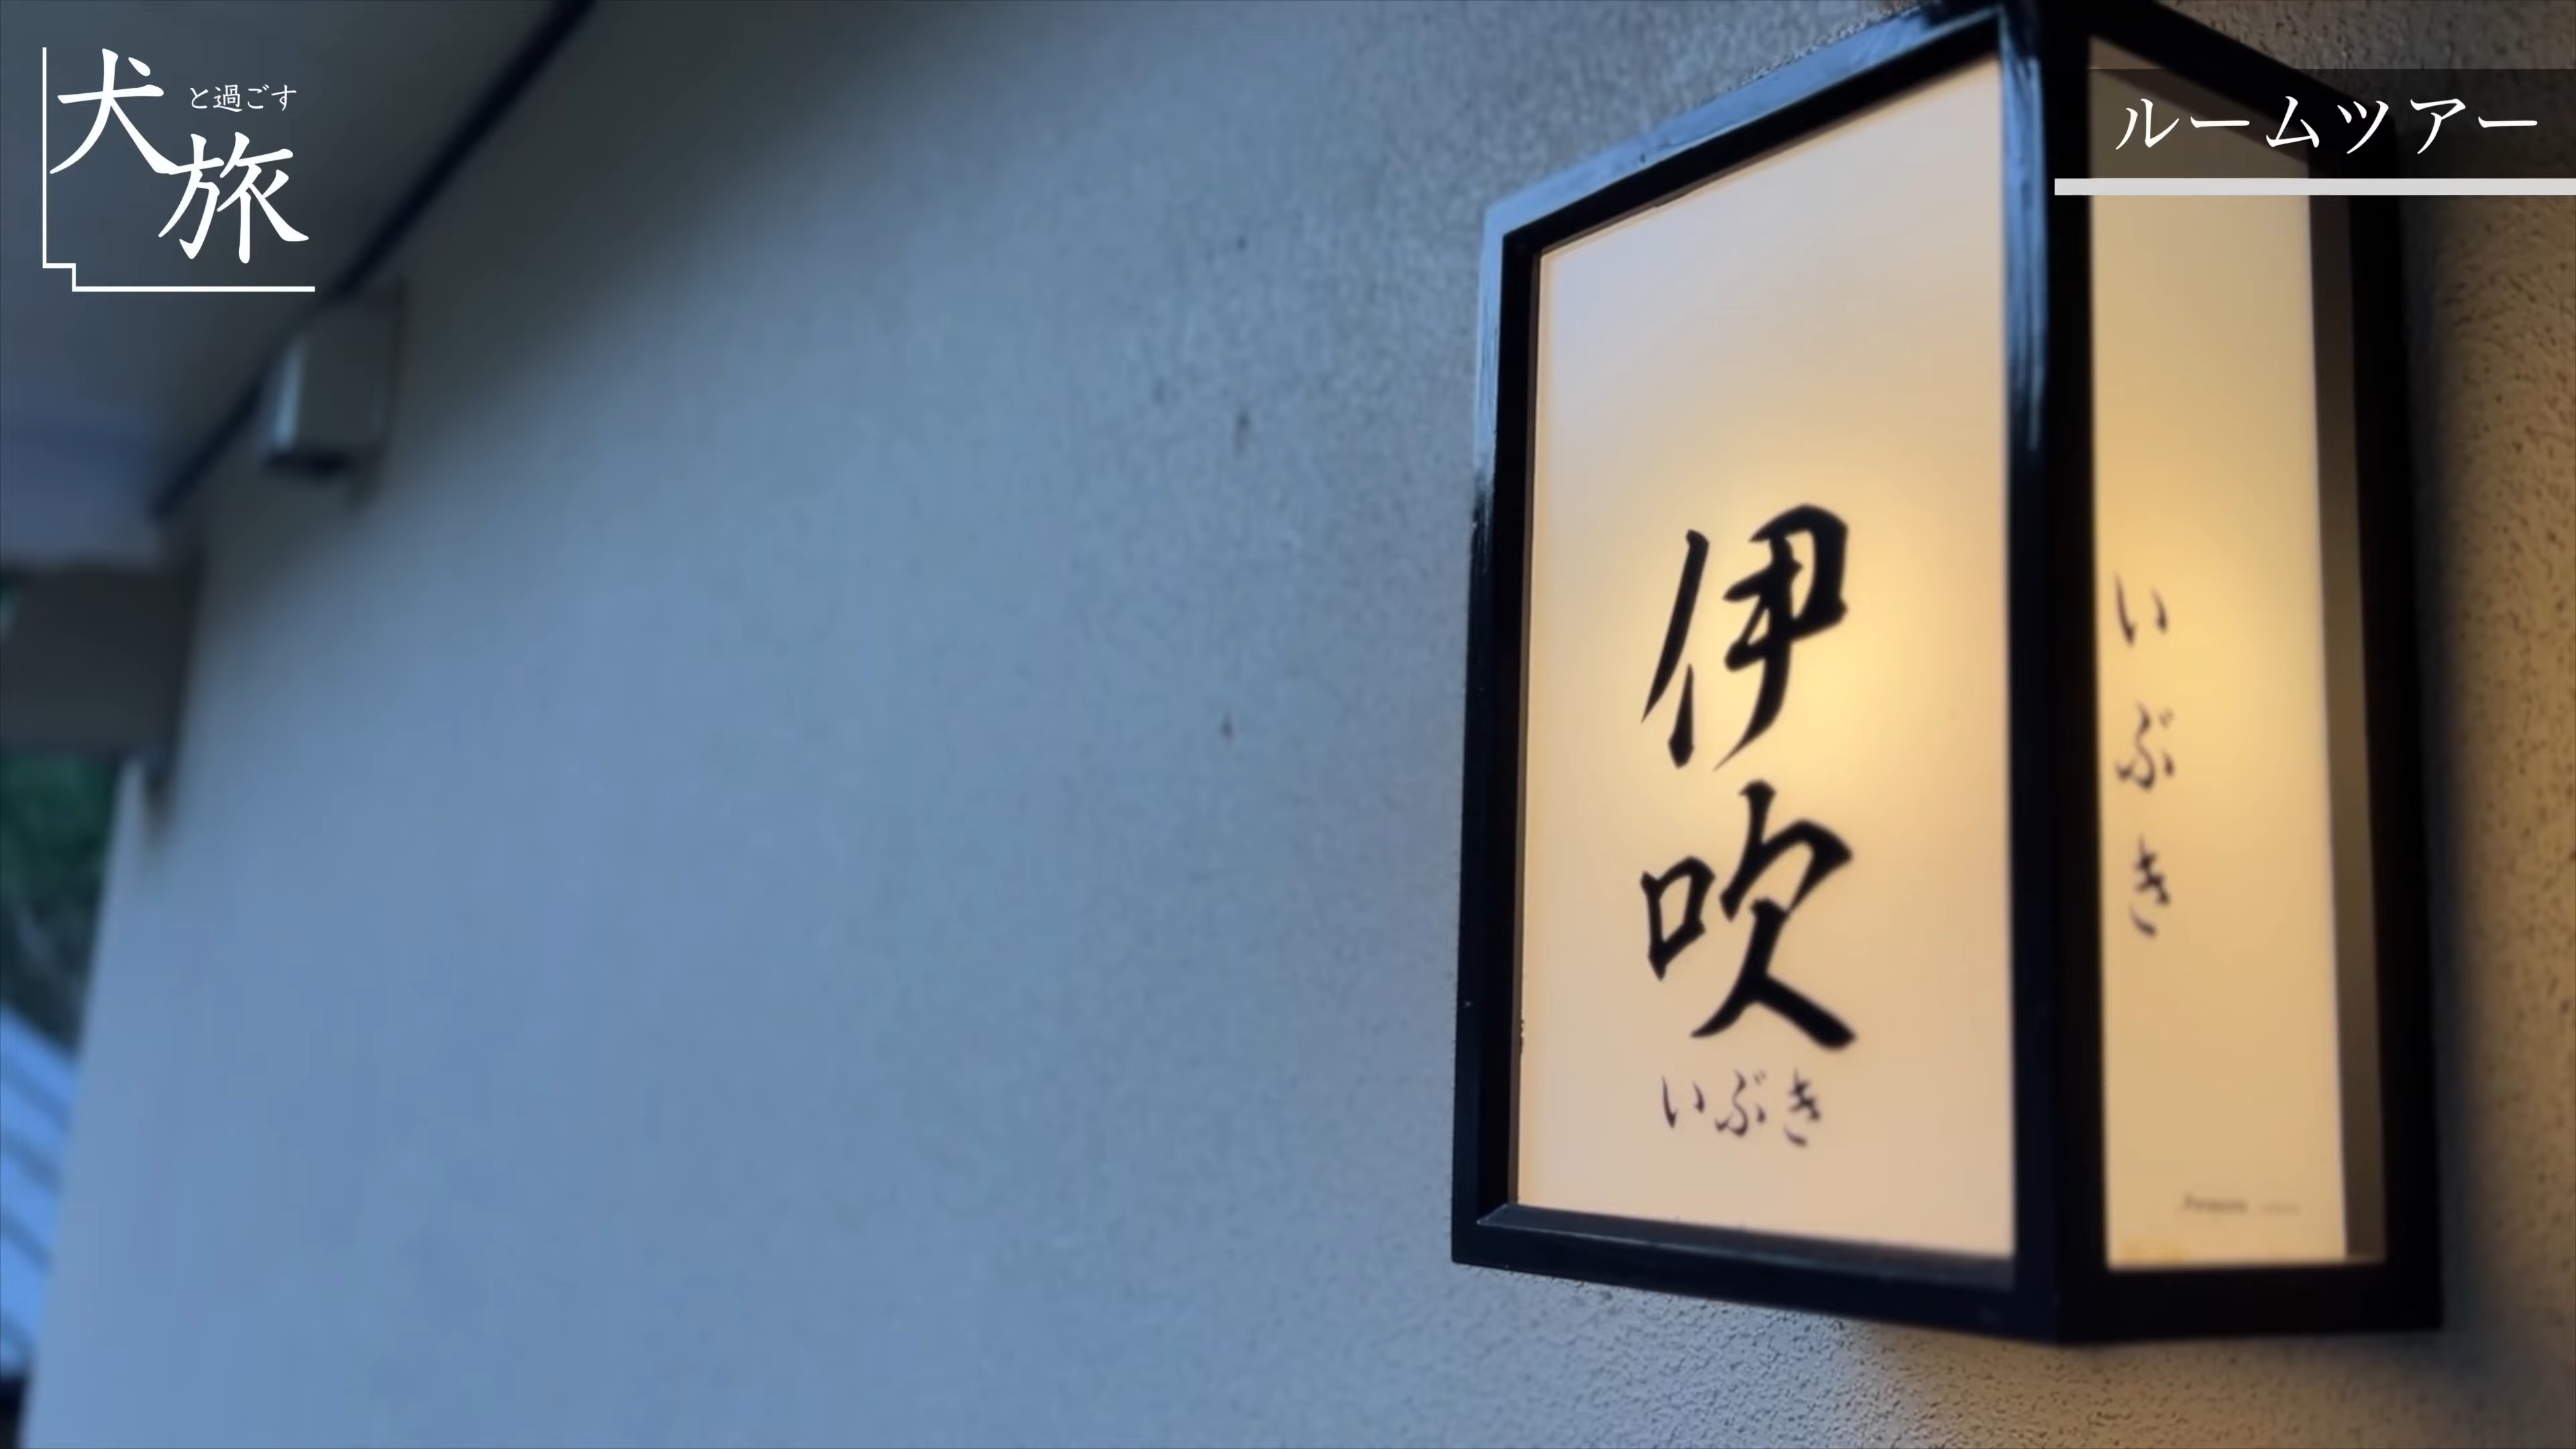 犬
と過ごす
旅
ルームツアー
伊吹
いぶき
いぶき